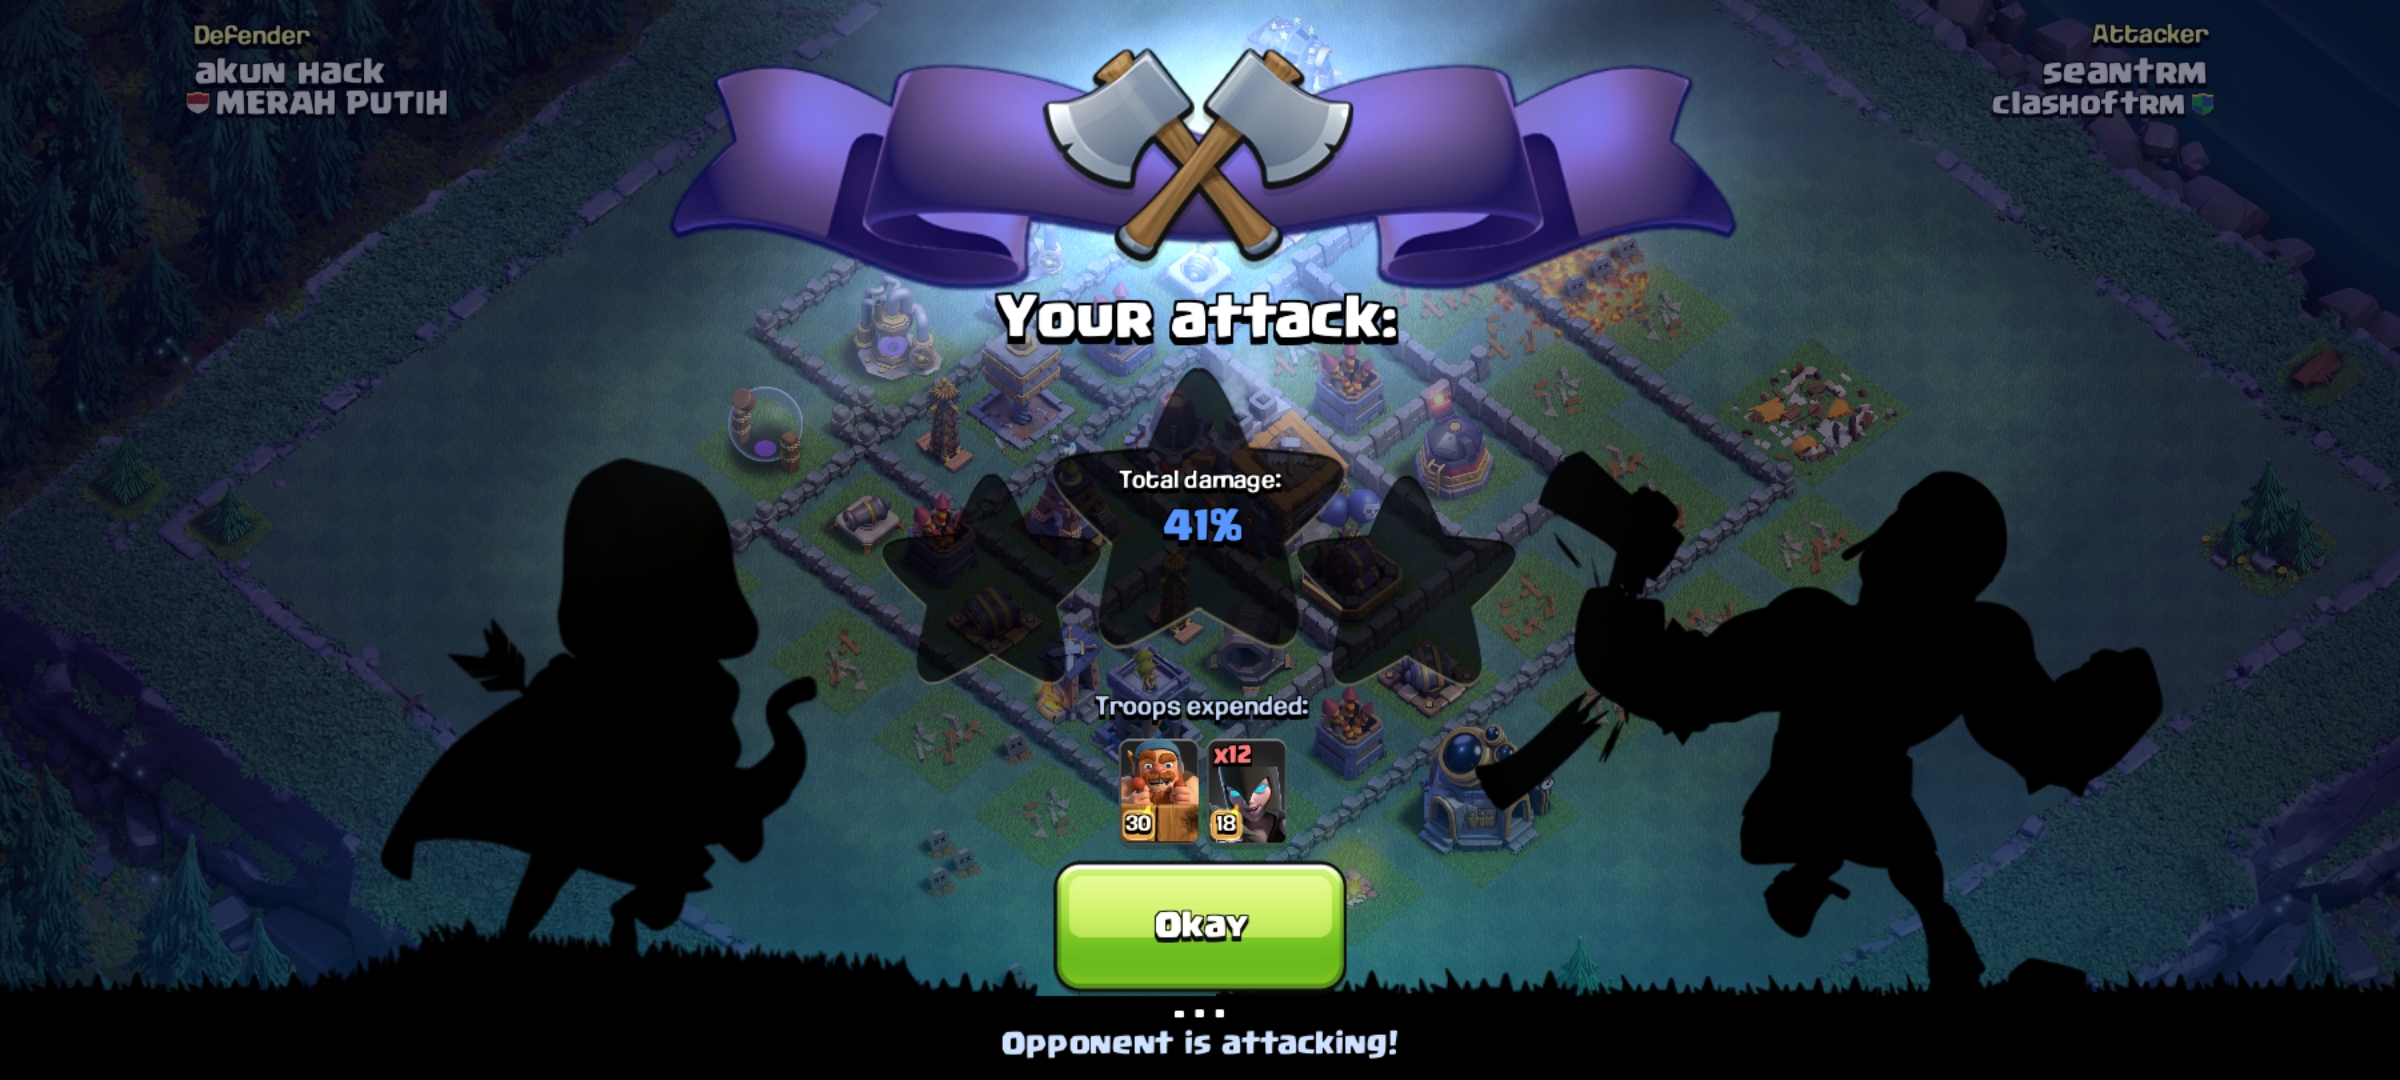 Defender
akun Hack
MERAH PUTIH
Attacker
seantrm
clashoftrm
Your attack:
Total damage:
41%
Troops expended:
x12
30
18
Okay
...
Opponent is attacking!